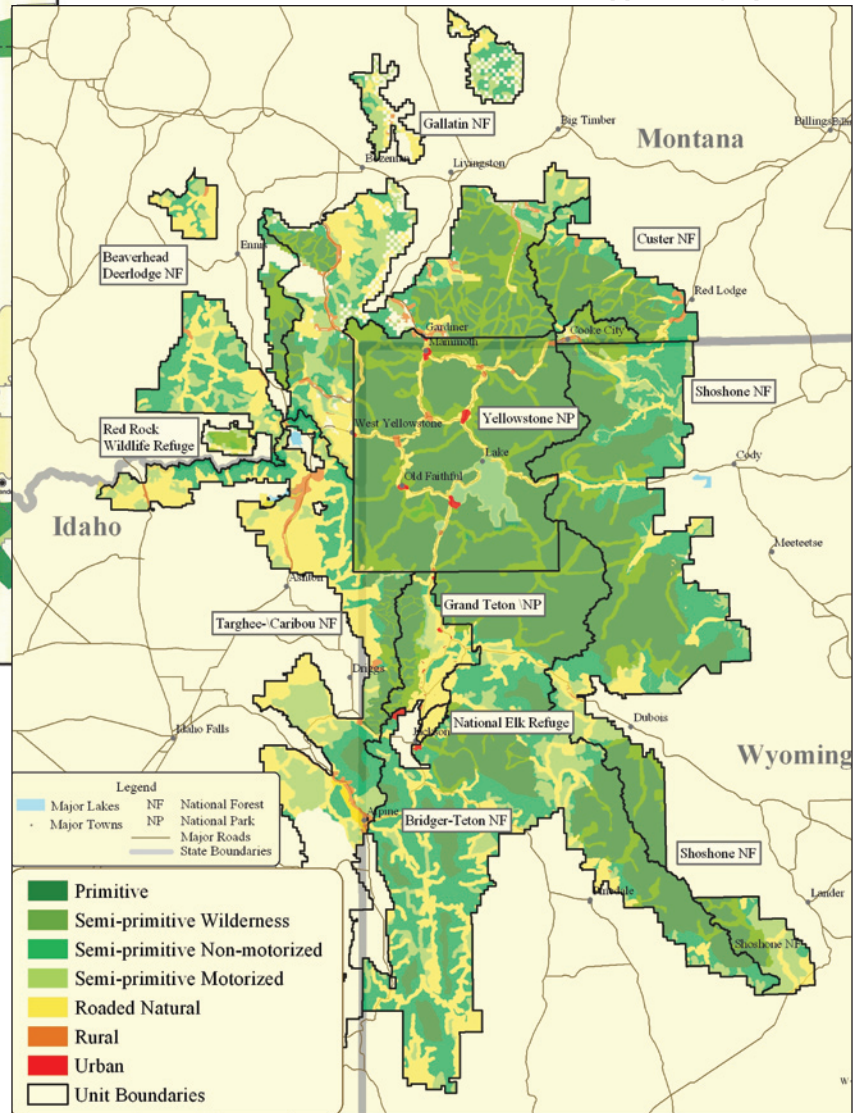 Gallatin NF
Big Timber
Montana
Billings
Bozeman
Livingston
Custer NF
Beaverhead
Deerlodge NF
Ennis
Red Lodge
Gardiner
Mammoth
Cooke City
Shoshone NF
Red Rock
Wildlife Refuge
West Yellowstone
Yellowstone NP
Cody
Lake
Old Faithful
Idaho
Meeteetse
Ashton
Grand Teton \NP
Targhee-\Caribou NF
Driggs
National Elk Refuge
Dubois
Idaho Falls
Jackson
Wyoming
Legend
Major Lakes NF National Forest
Major Towns NP National Park
Major Roads
State Boundaries
Alpine
Bridger-Teton NF
Shoshone NF
Pinedale
Lander
Shoshone NF
Primitive
Semi-primitive Wilderness
Semi-primitive Non-motorized
Semi-primitive Motorized
Roaded Natural
Rural
Urban
Unit Boundaries